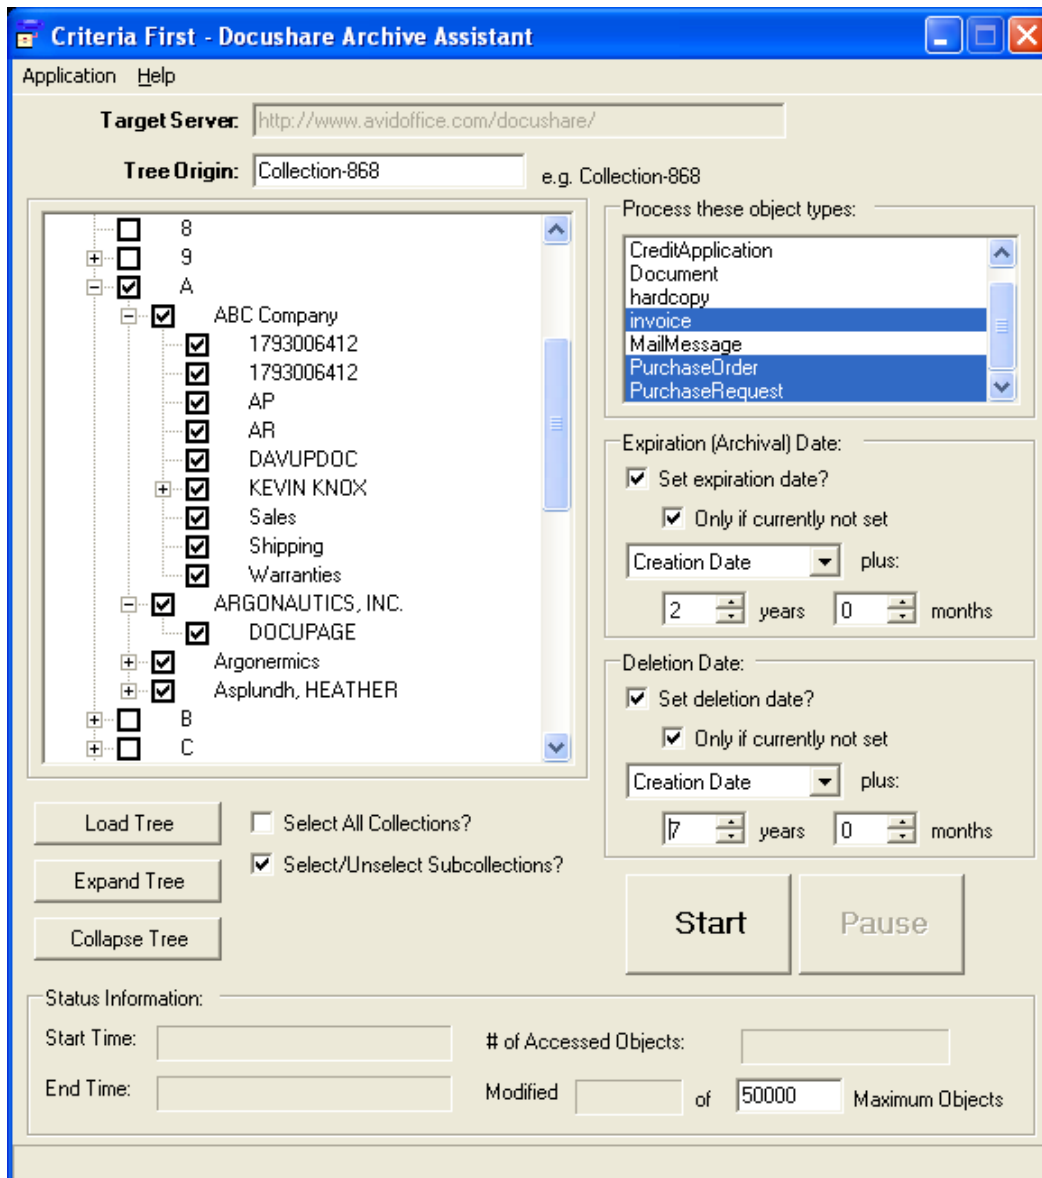 Criteria First - Docushare Archive Assistant
Application Help
Target Server: http://www.avidoffice.com/docushare/
Tree Origin: Collection-868 e.g. Collection-868
8
9
A
ABC Company
1793006412
1793006412
AP
AR
DAVUPDOC
KEVIN KNOX
Sales
Shipping
Warranties
ARGONAUTICS, INC.
DOCUPAGE
Argonermics
Asplundh, HEATHER
B
C
Process these object types:
CreditApplication
Document
hardcopy
invoice
MailMessage
PurchaseOrder
PurchaseRequest
Expiration (Archival) Date:
Set expiration date?
Only if currently not set
Creation Date plus:
2 years 0 months
Deletion Date:
Set deletion date?
Only if currently not set
Creation Date plus:
7 years 0 months
Load Tree
Select All Collections?
Select/Unselect Subcollections?
Expand Tree
Collapse Tree
Start Pause
Status Information:
Start Time: # of Accessed Objects:
End Time: Modified of 50000 Maximum Objects